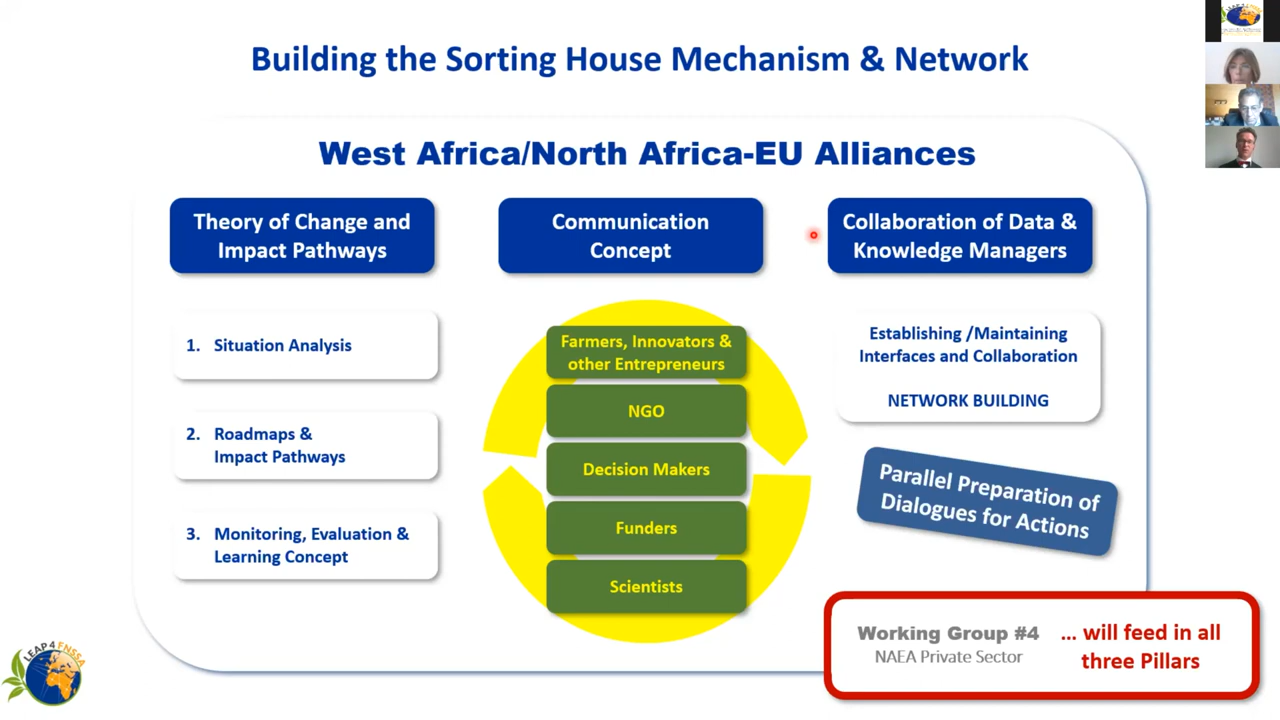 Building the Sorting House Mechanism & Network
West Africa/North Africa-EU Alliances
Theory of Change and
Impact Pathways
1. Situation Analysis
2. Roadmaps &
Impact Pathways
3. Monitoring, Evaluation &
Learning Concept
Communication
Concept
Farmers, Innovators &
other Entrepreneurs
NGO
Decision Makers
Funders
Scientists
Collaboration of Data &
Knowledge Managers
Establishing /Maintaining
Interfaces and Collaboration
NETWORK BUILDING
Parallel Preparation of
Dialogues for Actions
Working Group #4
NAEA Private Sector
... will feed in all
three Pillars
LEAP4FNSSA